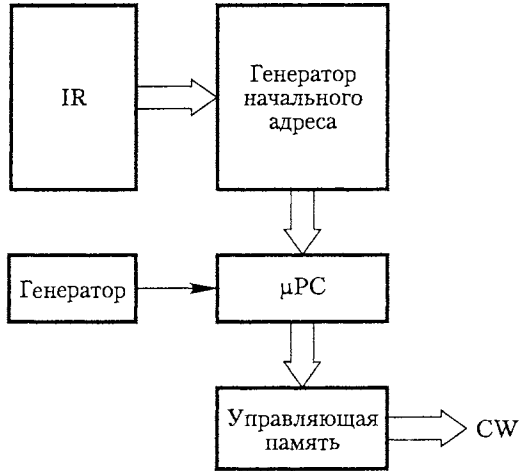 IR
Генератор
начального
адреса
Генератор
μPC
Управляющая
память
CW